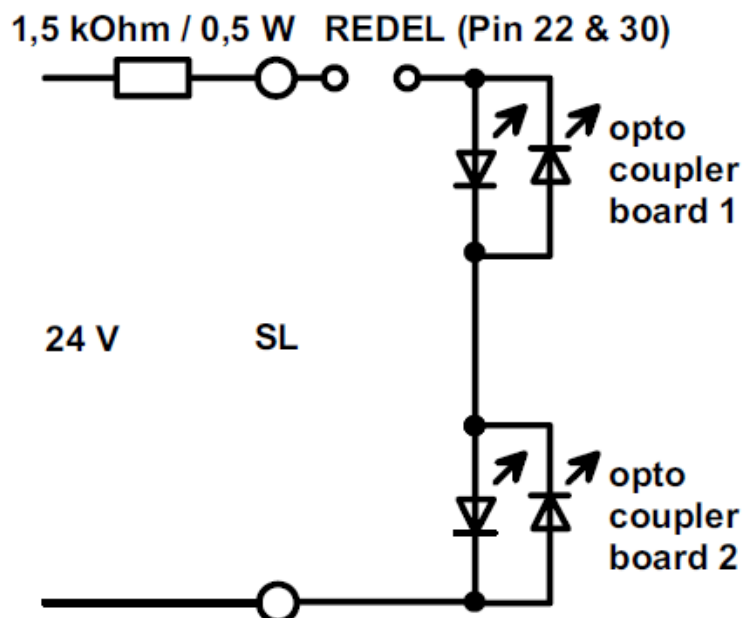 1,5 kOhm / 0,5 W REDEL (Pin 22 & 30)
opto
coupler
board 1
24 V SL
opto
coupler
board 2